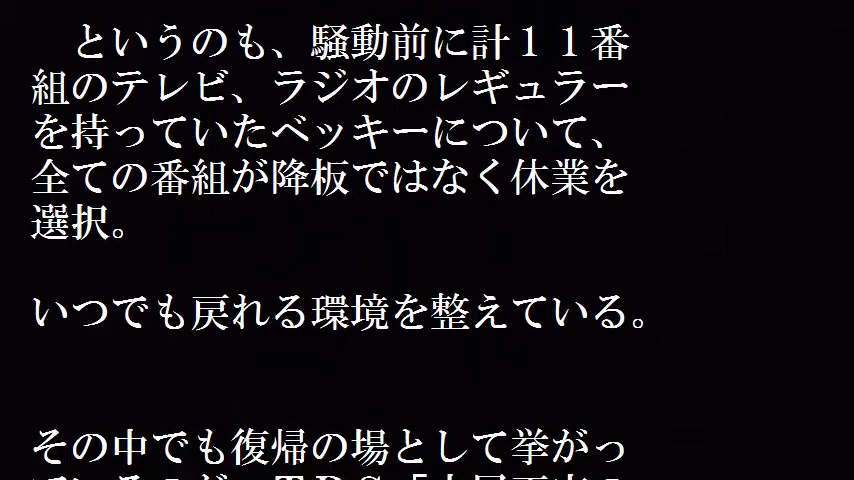 というのも、騒動前に計１１番
組のテレビ、ラジオのレギュラー
を持っていたベッキーについて、
全ての番組が降板ではなく休業を
選択。
いつでも戻れる環境を整えている。
その中でも復帰の場として挙がっ